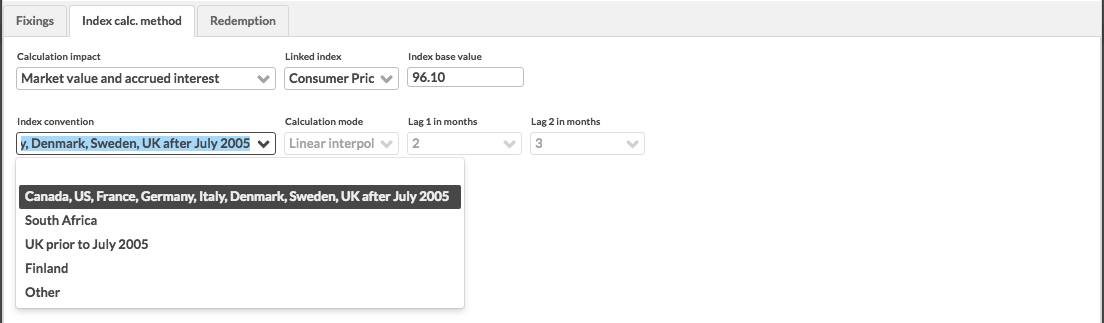 Fixings Index calc. method Redemption
Calculation impact Linked index Index base value
Market value and accrued interest Consumer Pric 96.10
Index convention Calculation mode Lag 1 in months Lag 2 in months
y, Denmark, Sweden, UK after July 2005 Linear interpol 2 3
Canada, US, France, Germany, Italy, Denmark, Sweden, UK after July 2005
South Africa
UK prior to July 2005
Finland
Other